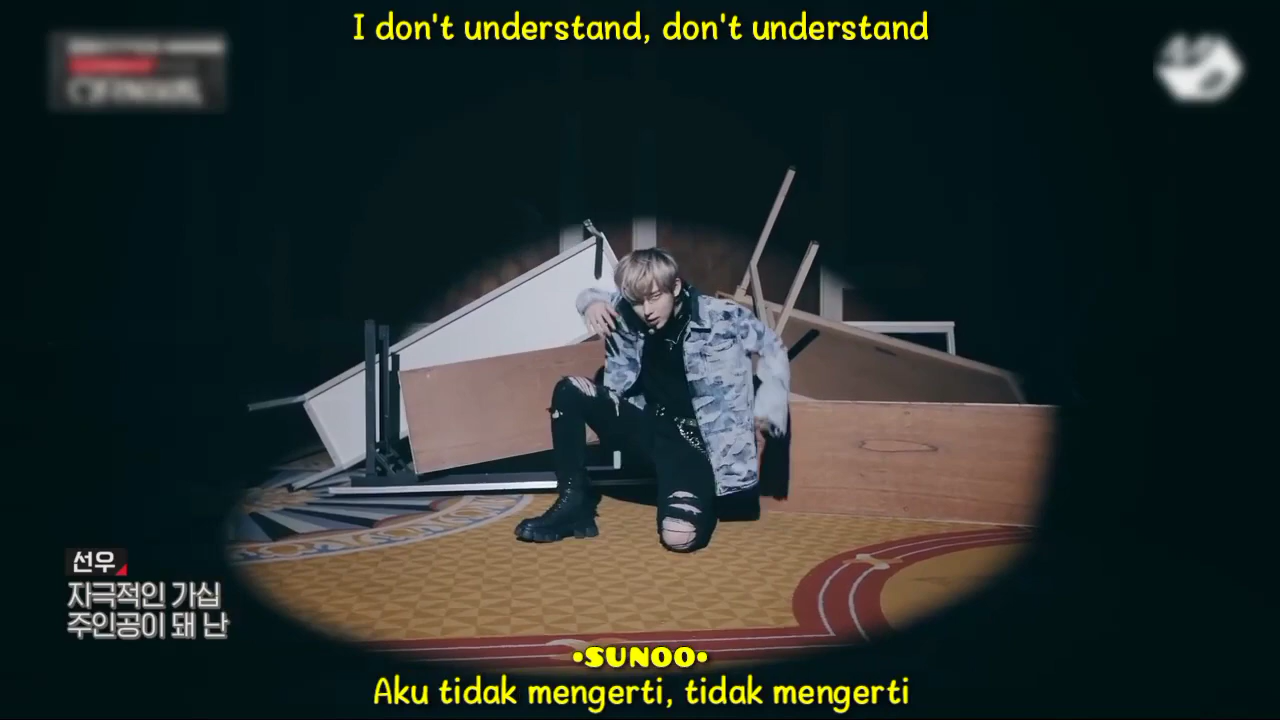 I don't understand, don't understand
선우
자극적인 가십
주인공이 돼 난
•SUNOO•
Aku tidak mengerti, tidak mengerti